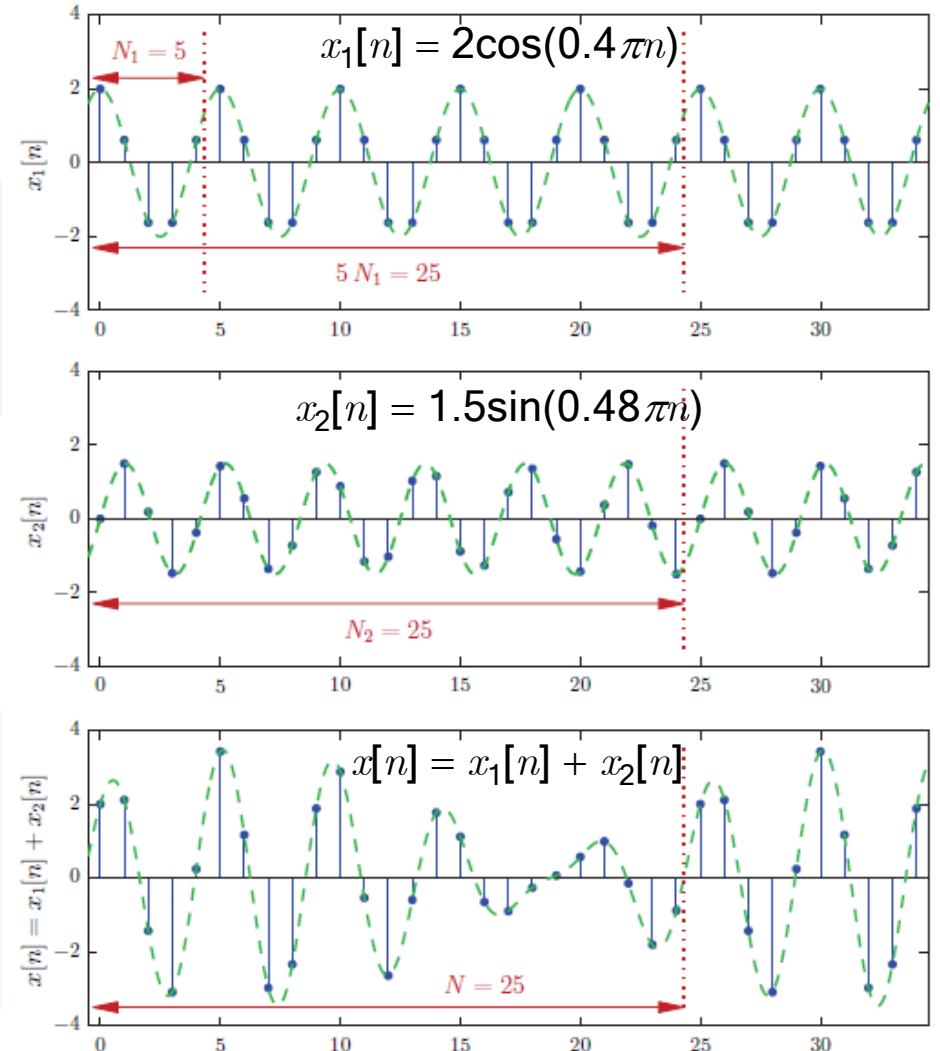 4
x₁[n] = 2cos(0.4πn)
N₁ = 5
2
0
x₁[n]
−2
5 N₁ = 25
−4
0 5 10 15 20 25 30
4
x₂[n] = 1.5sin(0.48πn)
2
0
x₂[n]
−2
N₂ = 25
−4
0 5 10 15 20 25 30
4
x[n] = x₁[n] + x₂[n]
2
0
x[n] = x₁[n] + x₂[n]
−2
N = 25
−4
0 5 10 15 20 25 30